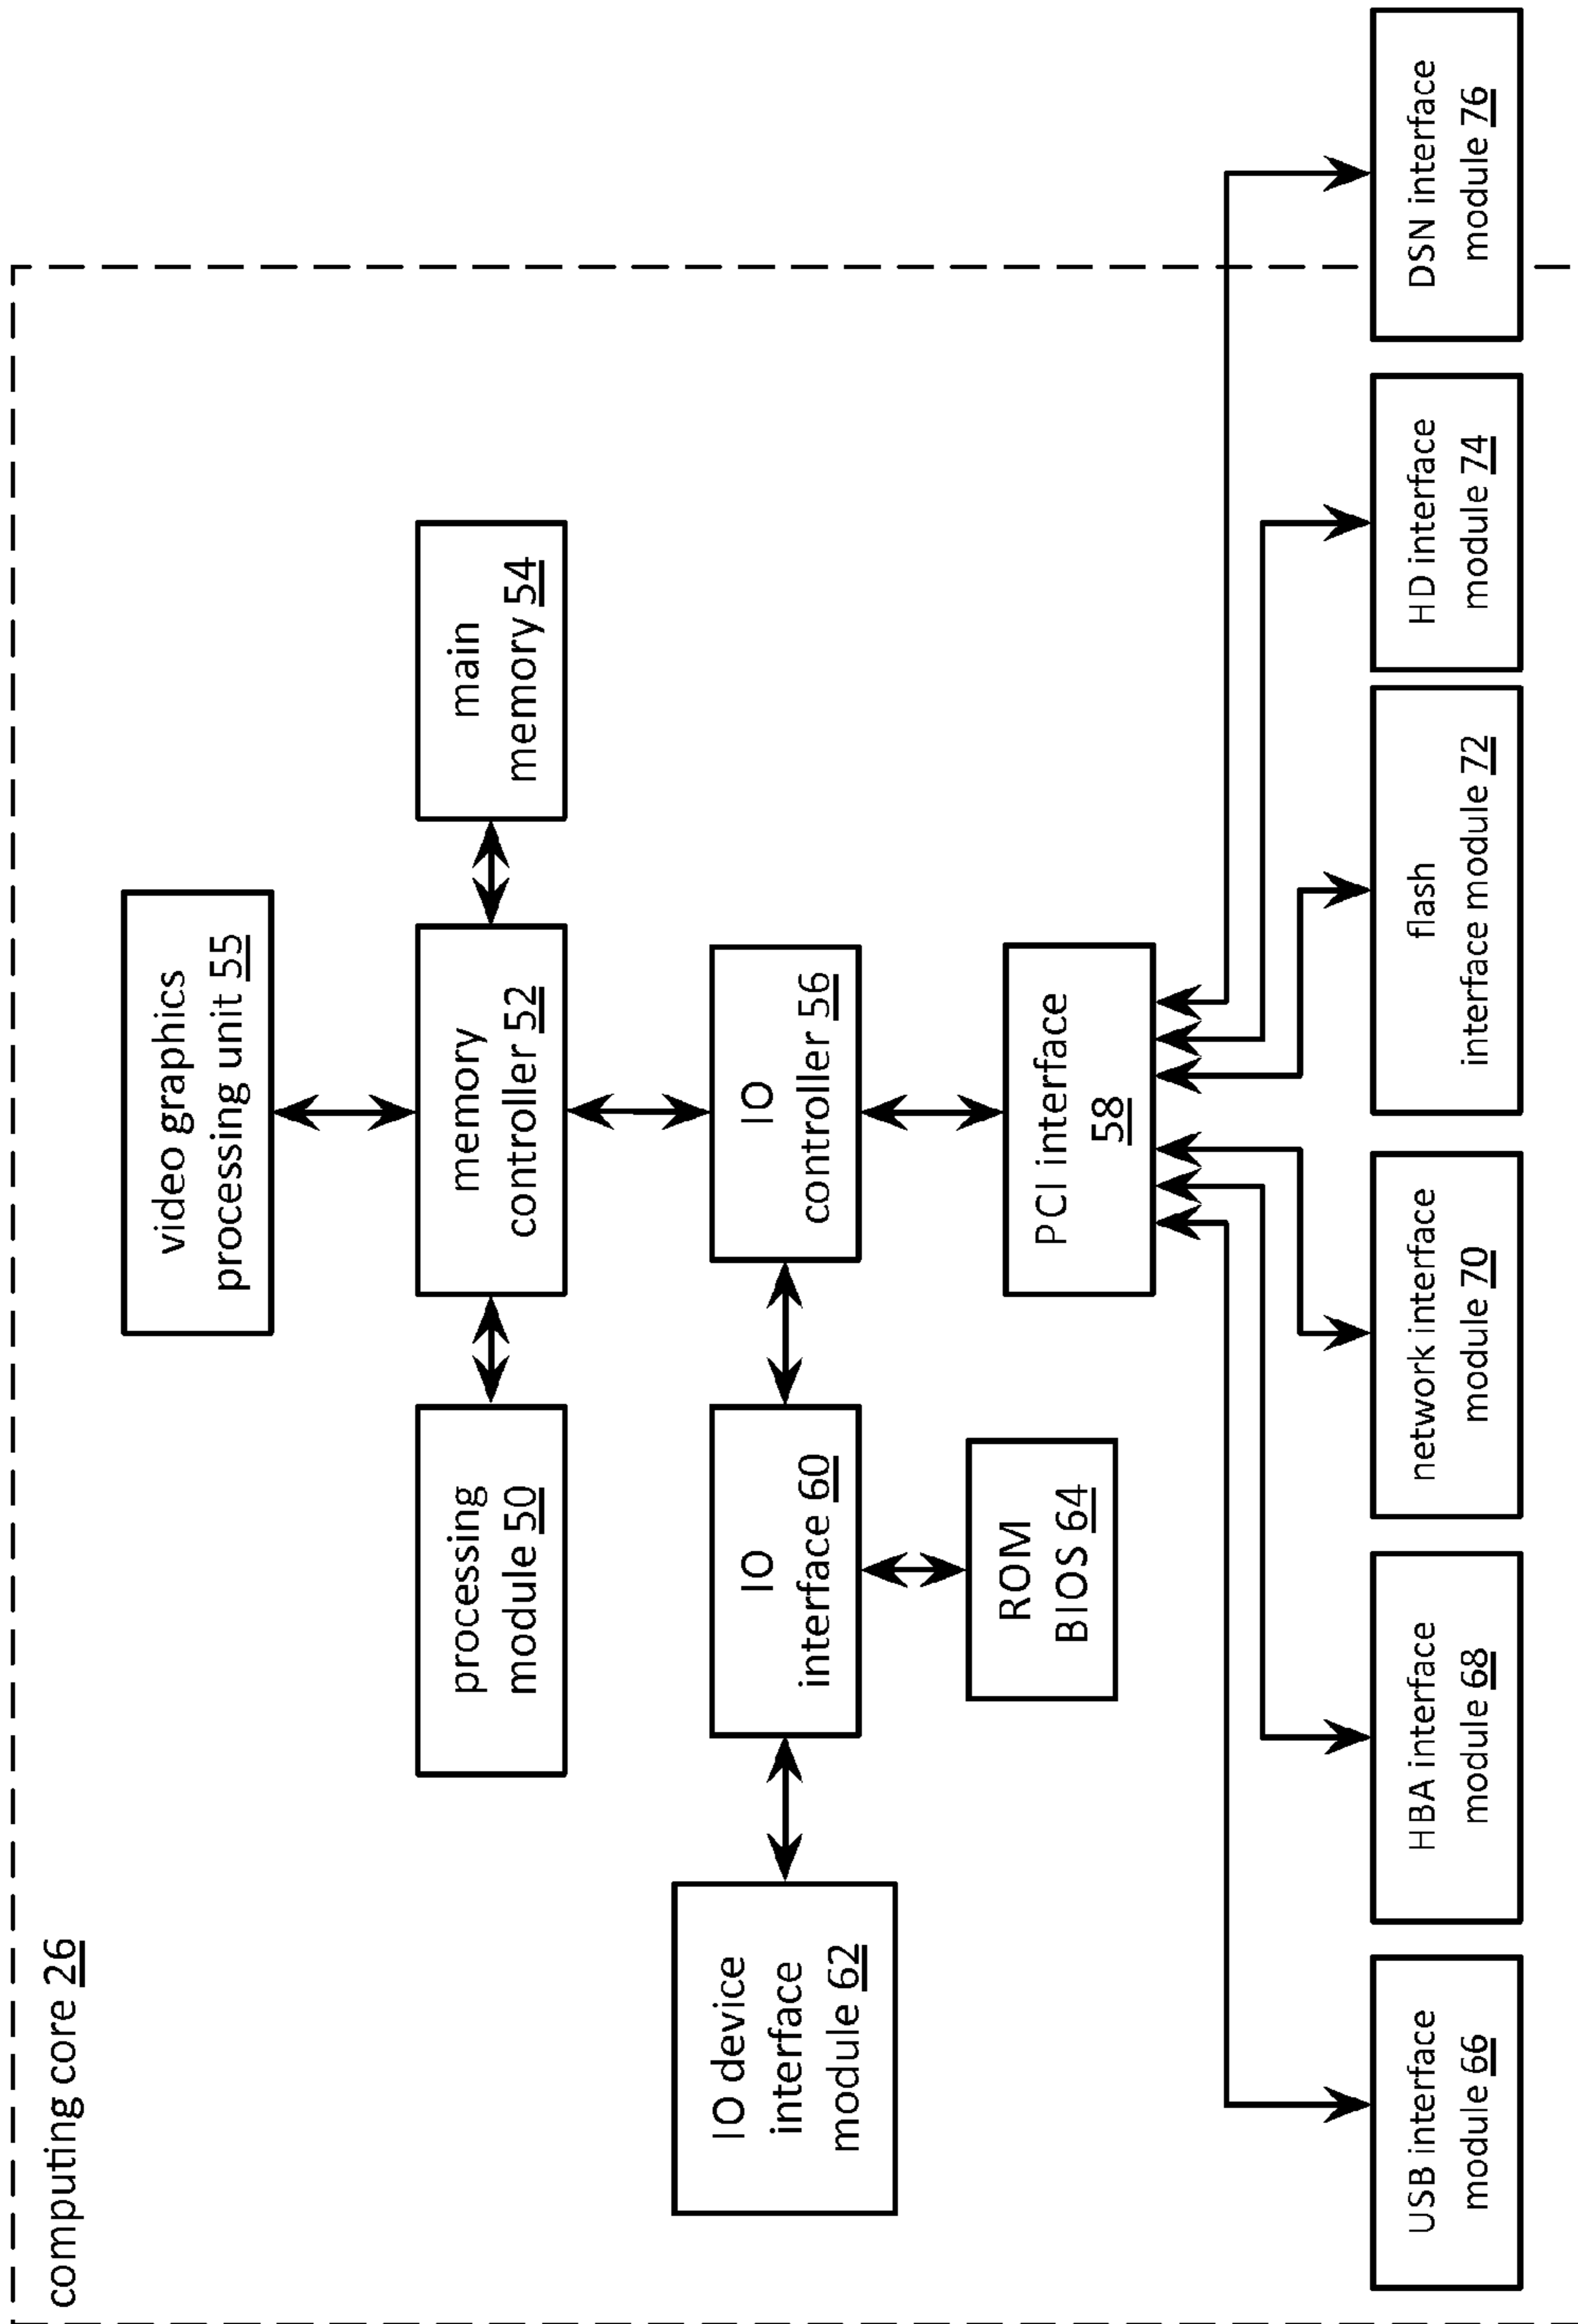 computing core 26
video graphics
processing unit 55
processing
module 50
memory
controller 52
main
memory 54
IO device
interface
module 62
IO
interface 60
IO
controller 56
ROM
BIOS 64
PCI interface
58
USB interface
module 66
HBA interface
module 68
network interface
module 70
flash
interface module 72
HD interface
module 74
DSN interface
module 76